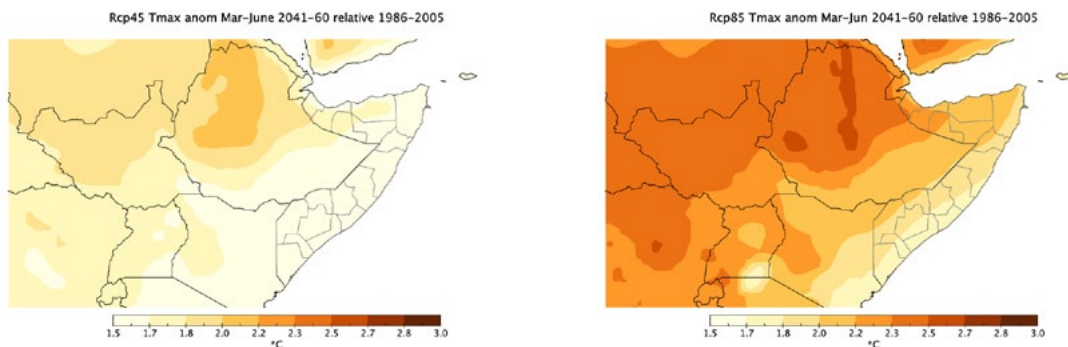 Rcp45 Tmax anom Mar-June 2041-60 relative 1986-2005
1.5 1.7 1.8 2.0 2.2 2.3 2.5 2.7 2.8 3.0
°C
Rcp85 Tmax anom Mar-Jun 2041-60 relative 1986-2005
1.5 1.7 1.8 2.0 2.2 2.3 2.5 2.7 2.8 3.0
°C